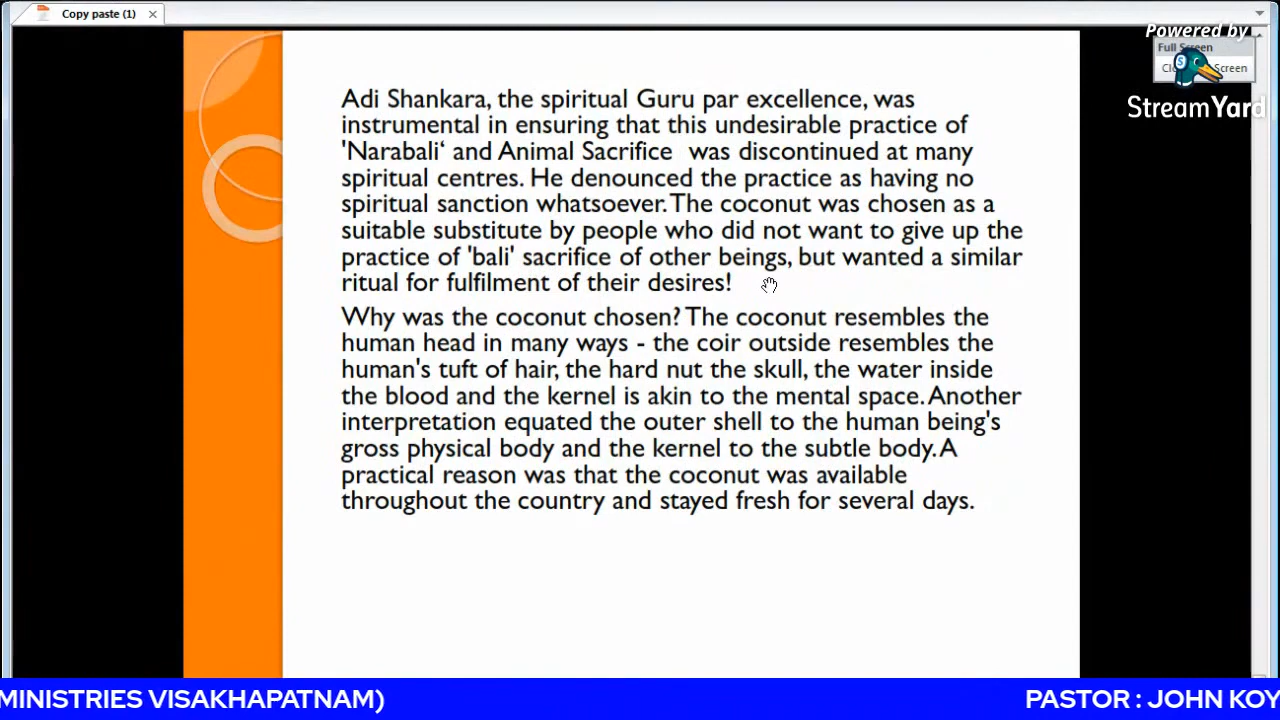 Copy paste (1)
Powered by
Full Screen
Screen
StreamYard
Adi Shankara, the spiritual Guru par excellence, was
instrumental in ensuring that this undesirable practice of
'Narabali‘ and Animal Sacrifice  was discontinued at many
spiritual centres. He denounced the practice as having no
spiritual sanction whatsoever. The coconut was chosen as a
suitable substitute by people who did not want to give up the
practice of 'bali' sacrifice of other beings, but wanted a similar
ritual for fulfilment of their desires!
Why was the coconut chosen? The coconut resembles the
human head in many ways - the coir outside resembles the
human's tuft of hair, the hard nut the skull, the water inside
the blood and the kernel is akin to the mental space. Another
interpretation equated the outer shell to the human being's
gross physical body and the kernel to the subtle body. A
practical reason was that the coconut was available
throughout the country and stayed fresh for several days.
MINISTRIES VISAKHAPATNAM)
PASTOR : JOHN KOY